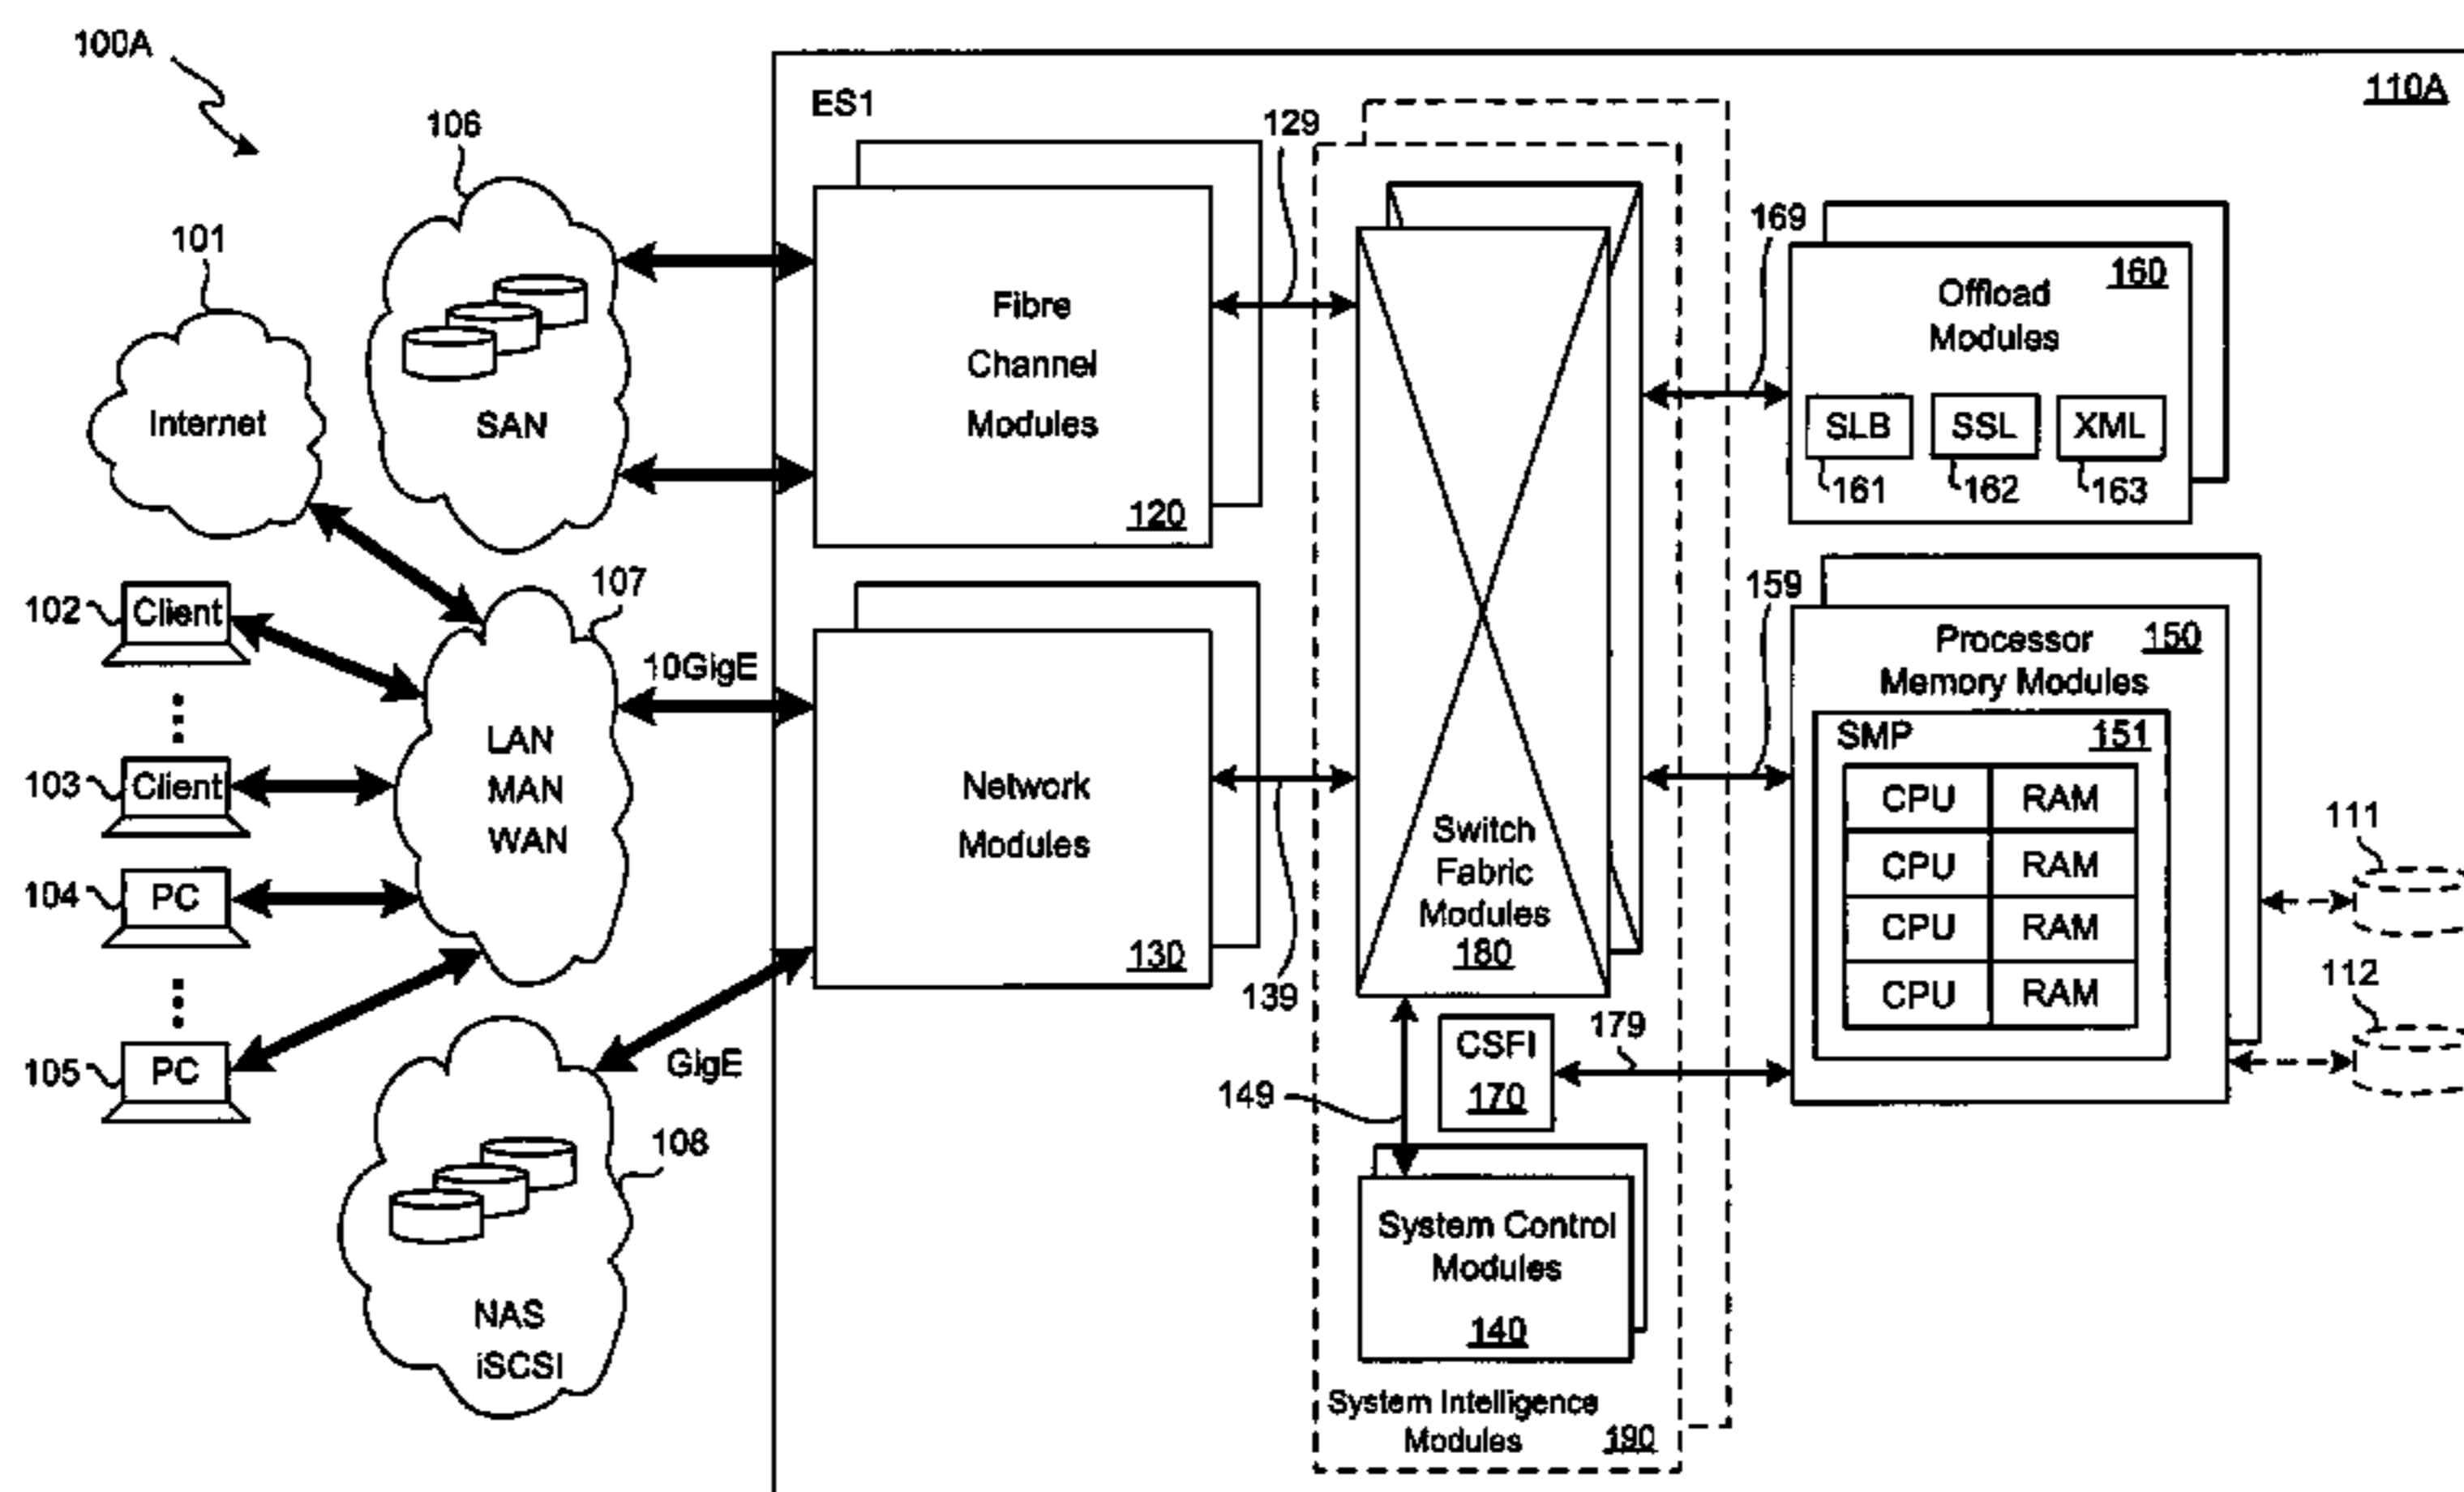 100A
ES1
110A
106
129
101
169
160
Offload
Modules
Fibre
Channel
Modules
Internet
SAN
SLB
SSL
XML
161
162
163
120
107
159
102
Client
150
Processor
Memory Modules
10GigE
SMP
151
LAN
MAN
WAN
103
Client
Network
Modules
Switch
Fabric
Modules
180
CPU
RAM
CPU
RAM
CPU
RAM
CPU
RAM
111
104
PC
130
139
112
179
CSFI
170
GigE
105
PC
149
108
System Control
Modules
140
NAS
iSCSI
System Intelligence
Modules
190